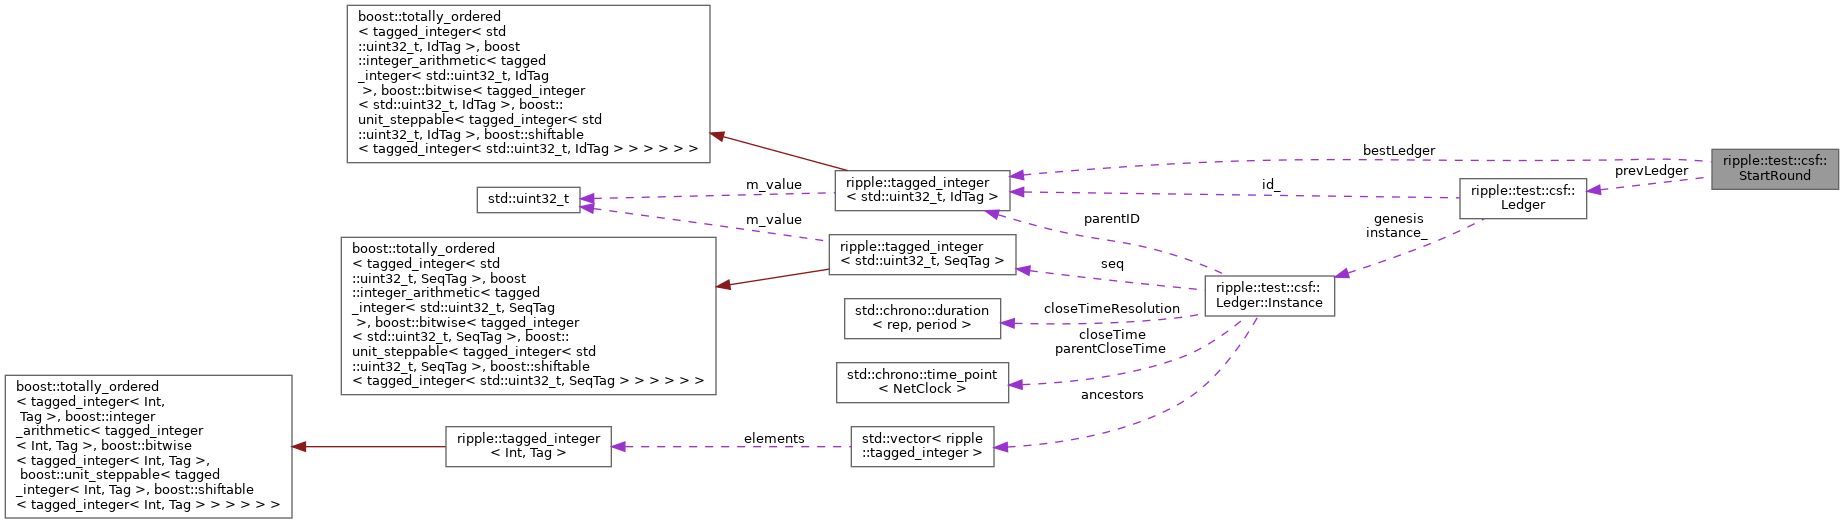 boost::totally_ordered
< tagged_integer< std
::uint32_t, IdTag >, boost
::integer_arithmetic< tagged
_integer< std::uint32_t, IdTag
 >, boost::bitwise< tagged_integer
< std::uint32_t, IdTag >, boost::
unit_steppable< tagged_integer< std
::uint32_t, IdTag >, boost::shiftable
< tagged_integer< std::uint32_t, IdTag > > > > > >
std::uint32_t
boost::totally_ordered
< tagged_integer< std
::uint32_t, SeqTag >, boost
::integer_arithmetic< tagged
_integer< std::uint32_t, SeqTag
 >, boost::bitwise< tagged_integer
< std::uint32_t, SeqTag >, boost::
unit_steppable< tagged_integer< std
::uint32_t, SeqTag >, boost::shiftable
< tagged_integer< std::uint32_t, SeqTag > > > > > >
boost::totally_ordered
< tagged_integer< Int,
 Tag >, boost::integer
_arithmetic< tagged_integer
< Int, Tag >, boost::bitwise
< tagged_integer< Int, Tag >,
 boost::unit_steppable< tagged
_integer< Int, Tag >, boost::shiftable
< tagged_integer< Int, Tag > > > > > >
ripple::tagged_integer
< Int, Tag >
m_value
m_value
elements
ripple::tagged_integer
< std::uint32_t, IdTag >
ripple::tagged_integer
< std::uint32_t, SeqTag >
std::chrono::duration
< rep, period >
std::chrono::time_point
< NetClock >
std::vector< ripple
::tagged_integer >
bestLedger
id_
parentID
seq
closeTimeResolution
closeTime
parentCloseTime
ancestors
ripple::test::csf::
Ledger::Instance
genesis
instance_
ripple::test::csf::
Ledger
prevLedger
ripple::test::csf::
StartRound